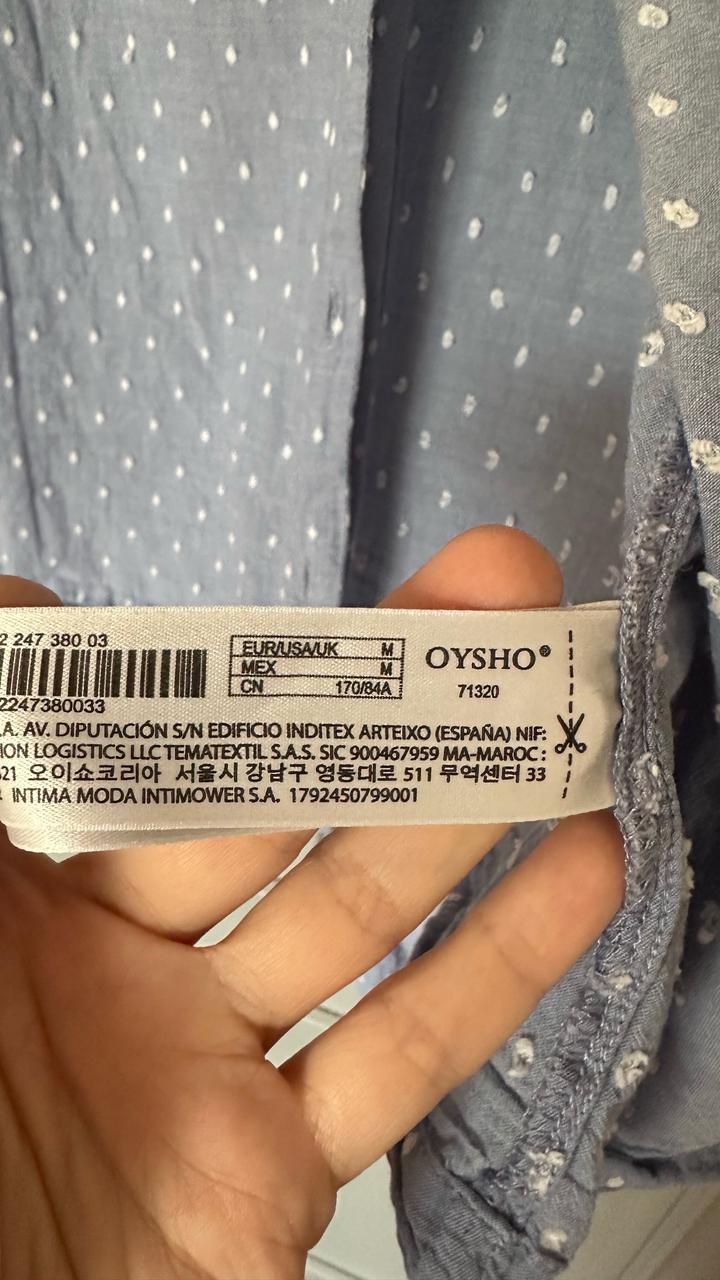 2 247 380 03
2247380033
EUR/USA/UK M
MEX M
CN 170/84A
OYSHO®
71320
.A. AV. DIPUTACIÓN S/N EDIFICIO INDITEX ARTEIXO (ESPAÑA) NIF:
ION LOGISTICS LLC TEMATEXTIL S.A.S. SIC 900467959 MA-MAROC :
21 오이쇼코리아 서울시 강남구 영동대로 511 무역센터 33
INTIMA MODA INTIMOWER S.A. 1792450799001